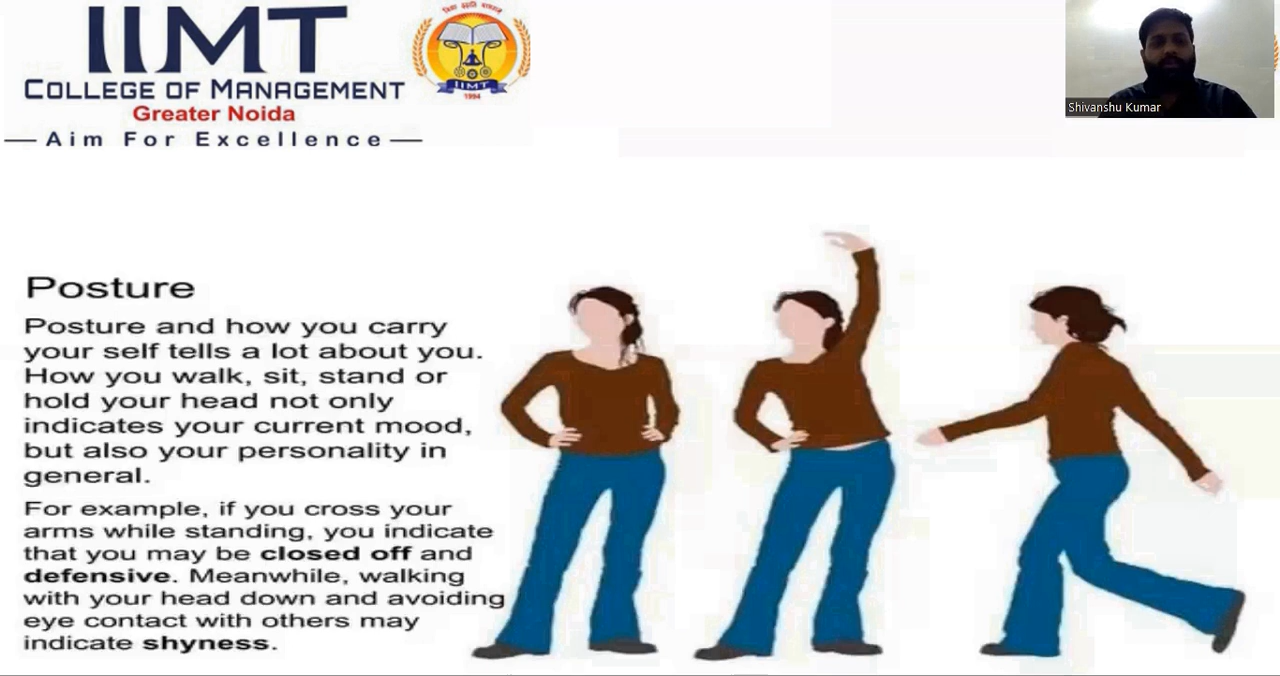 IIMT
COLLEGE OF MANAGEMENT
Greater Noida
Aim For Excellence
IIMT
1994
Shivanshu Kumar
Posture
Posture and how you carry
your self tells a lot about you.
How you walk, sit, stand or
hold your head not only
indicates your current mood,
but also your personality in
general.
For example, if you cross your
arms while standing, you indicate
that you may be closed off and
defensive. Meanwhile, walking
with your head down and avoiding
eye contact with others may
indicate shyness.